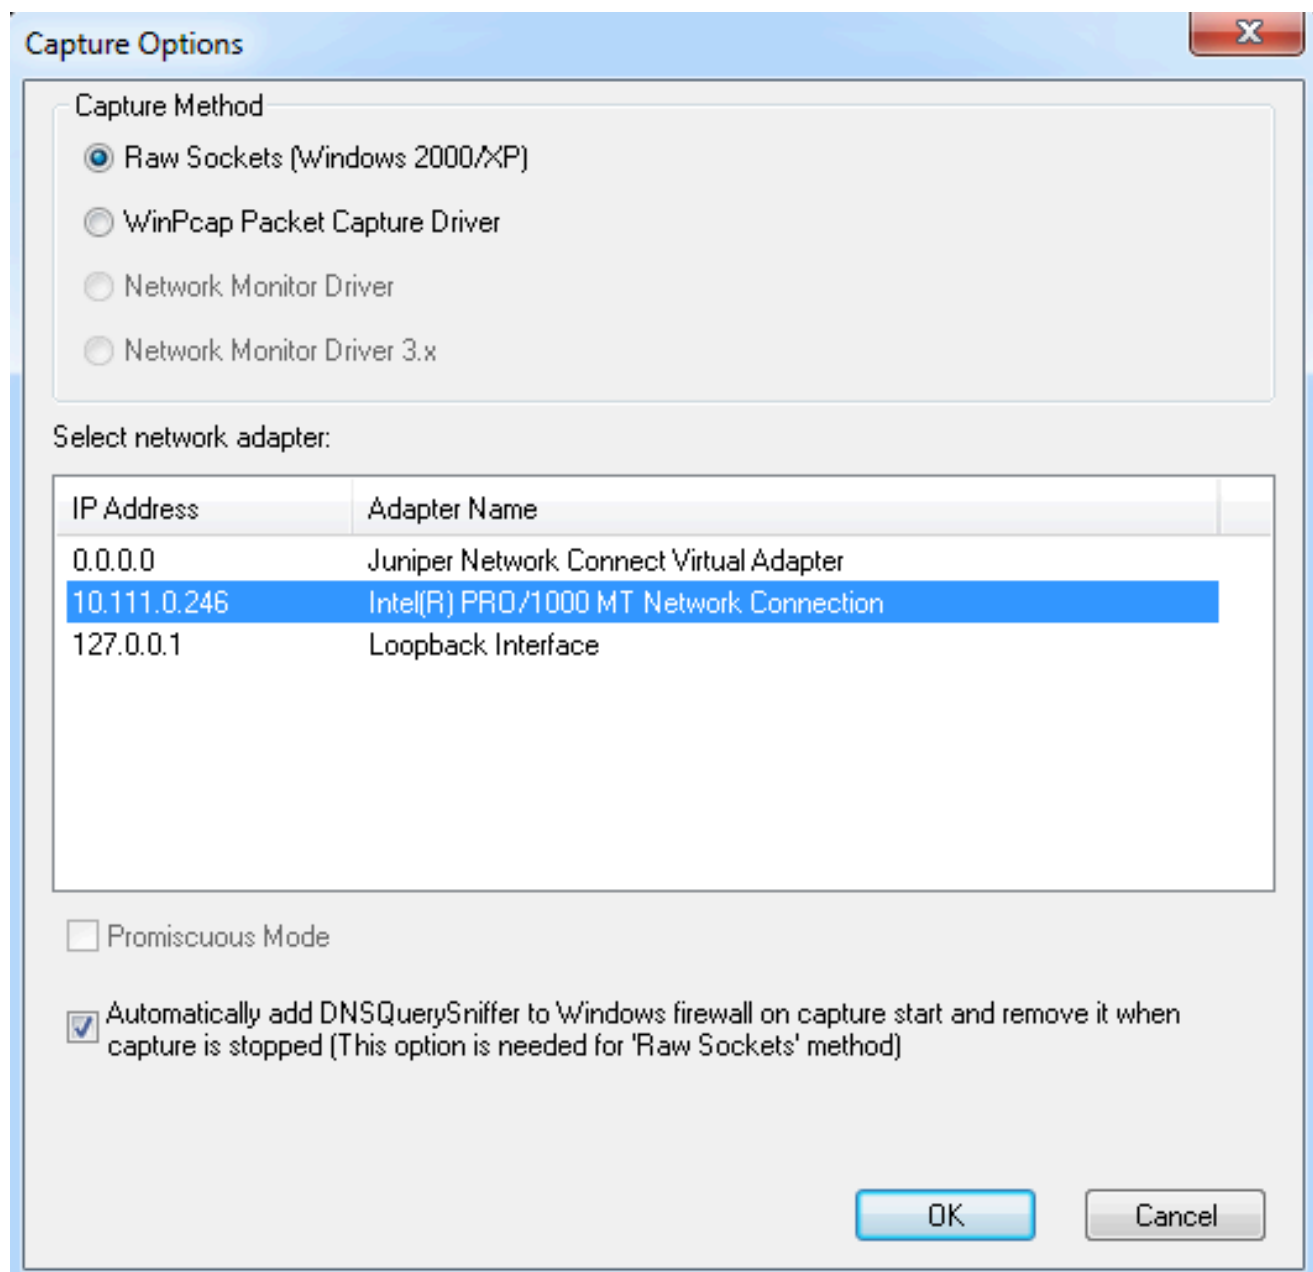 Capture Options
Capture Method
Raw Sockets (Windows 2000/XP)
WinPcap Packet Capture Driver
Network Monitor Driver
Network Monitor Driver 3.x
Select network adapter:
IP Address Adapter Name
0.0.0.0 Juniper Network Connect Virtual Adapter
10.111.0.246 Intel(R) PRO/1000 MT Network Connection
127.0.0.1 Loopback Interface
Promiscuous Mode
Automatically add DNSQuerySniffer to Windows firewall on capture start and remove it when
capture is stopped (This option is needed for 'Raw Sockets' method)
OK Cancel